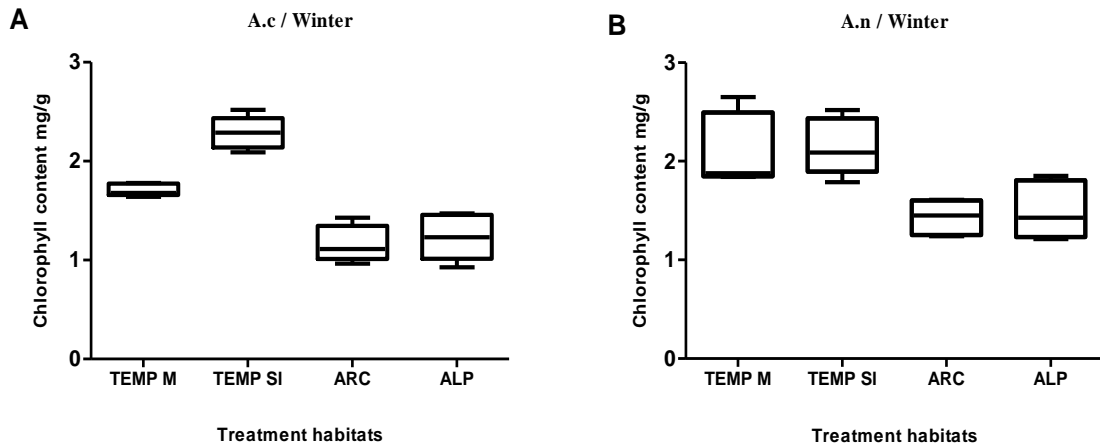 A
A.c / Winter
Chlorophyll content mg/g
3
2
1
0
TEMP M TEMP SI ARC ALP
Treatment habitats
B
A.n / Winter
Chlorophyll content mg/g
3
2
1
0
TEMP M TEMP SI ARC ALP
Treatment habitats